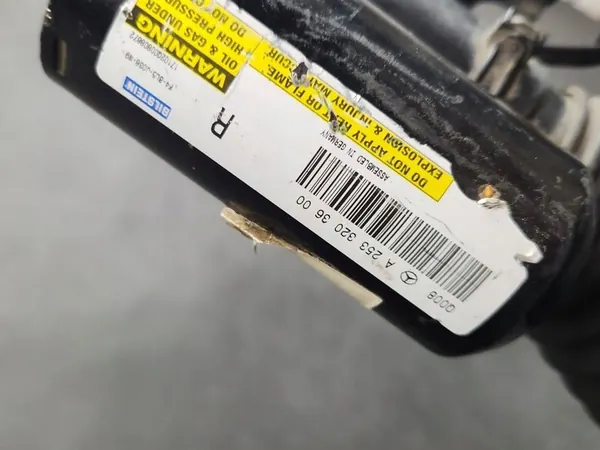 WARNING
OIL & GAS UNDER
HIGH PRESSURE
DO NOT APPLY HEAT OR FLAME.
EXPLOSION & INJURY MAY OCCUR
BILSTEIN
R
ASSEMBLED IN GERMANY
A 253 320 36 00
Q006